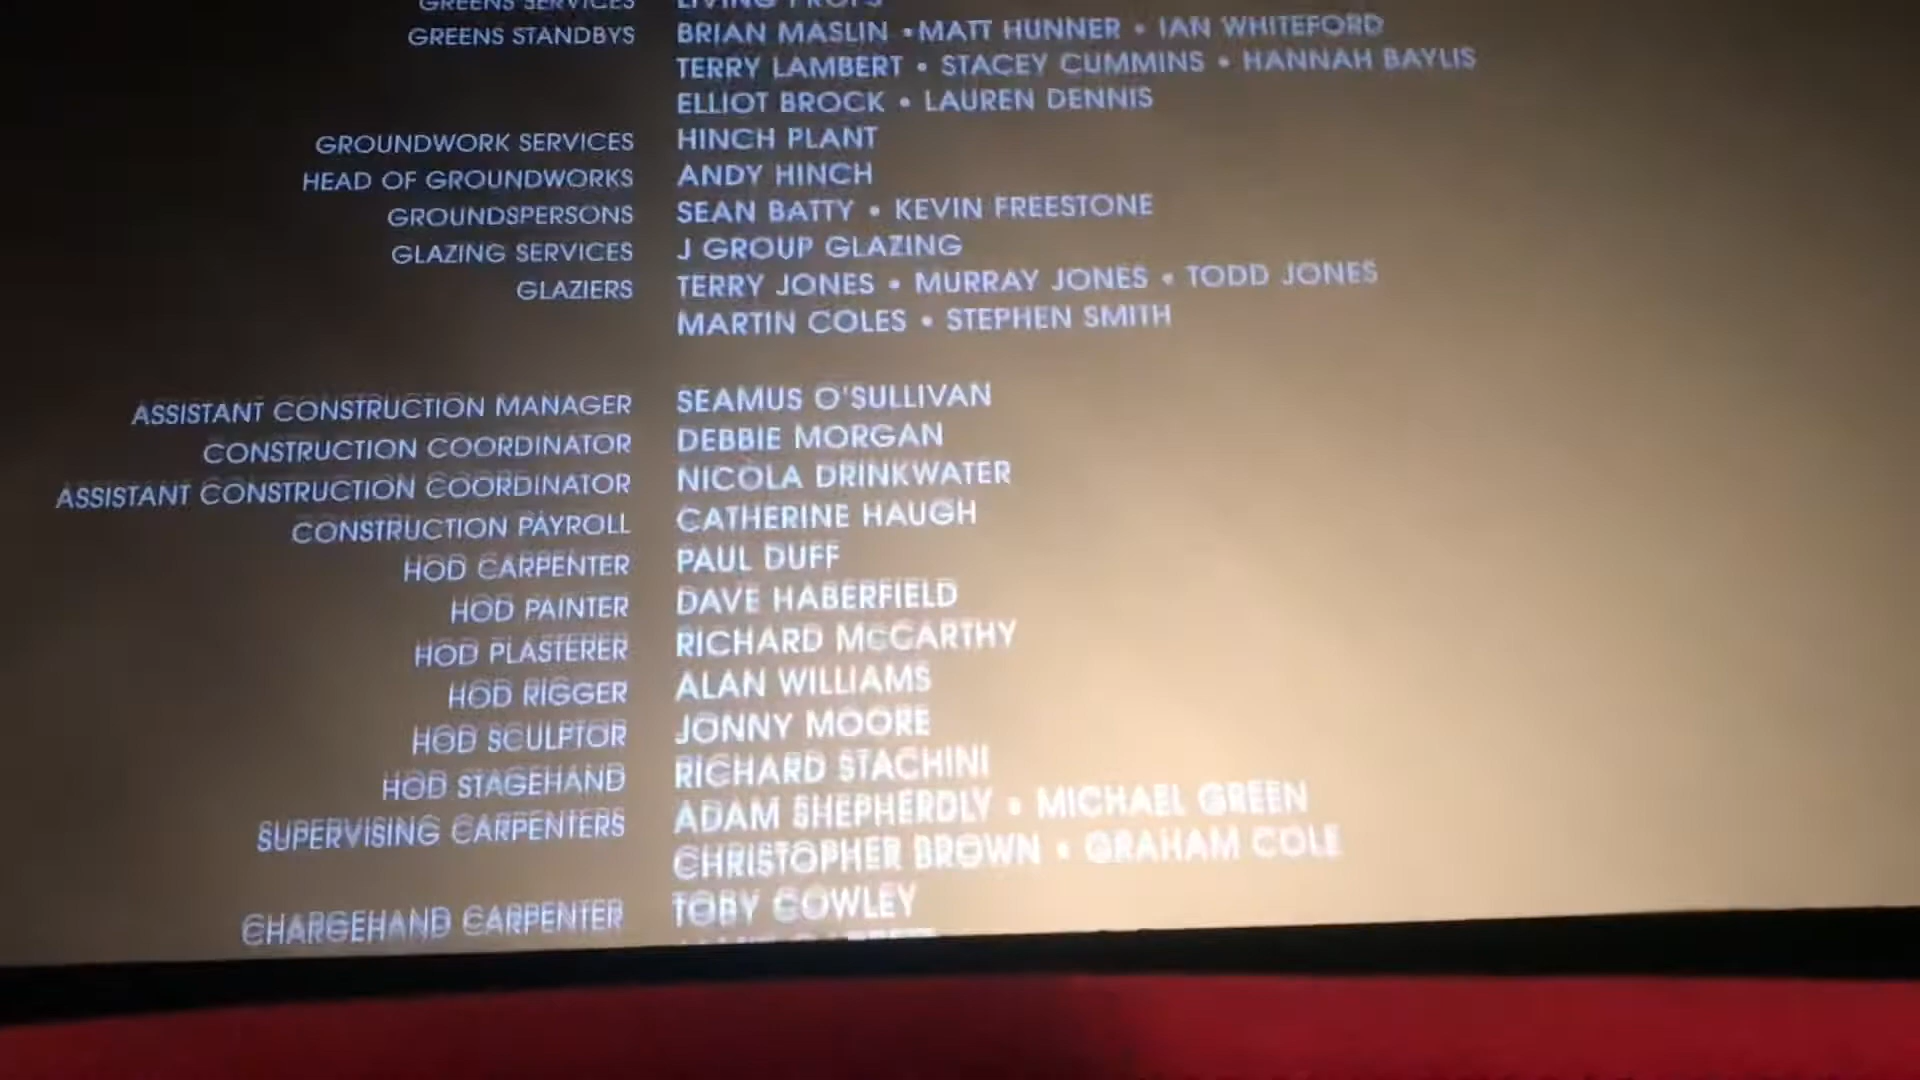 GREENS SERVICES LIVING PROPS
GREENS STANDBYS BRIAN MASLIN • MATT HUNNER • IAN WHITEFORD
TERRY LAMBERT • STACEY CUMMINS • HANNAH BAYLIS
ELLIOT BROCK • LAUREN DENNIS
GROUNDWORK SERVICES HINCH PLANT
HEAD OF GROUNDWORKS ANDY HINCH
GROUNDSPERSONS SEAN BATTY • KEVIN FREESTONE
GLAZING SERVICES J GROUP GLAZING
GLAZIERS TERRY JONES • MURRAY JONES • TODD JONES
MARTIN COLES • STEPHEN SMITH
ASSISTANT CONSTRUCTION MANAGER SEAMUS O'SULLIVAN
CONSTRUCTION COORDINATOR DEBBIE MORGAN
ASSISTANT CONSTRUCTION COORDINATOR NICOLA DRINKWATER
CONSTRUCTION PAYROLL CATHERINE HAUGH
HOD CARPENTER PAUL DUFF
HOD PAINTER DAVE HABERFIELD
HOD PLASTERER RICHARD McCARTHY
HOD RIGGER ALAN WILLIAMS
HOD SCULPTOR JONNY MOORE
HOD STAGEHAND RICHARD STACHINI
SUPERVISING CARPENTERS ADAM SHEPHERDLY • MICHAEL GREEN
CHRISTOPHER BROWN • GRAHAM COLE
CHARGEHAND CARPENTER TOBY COWLEY